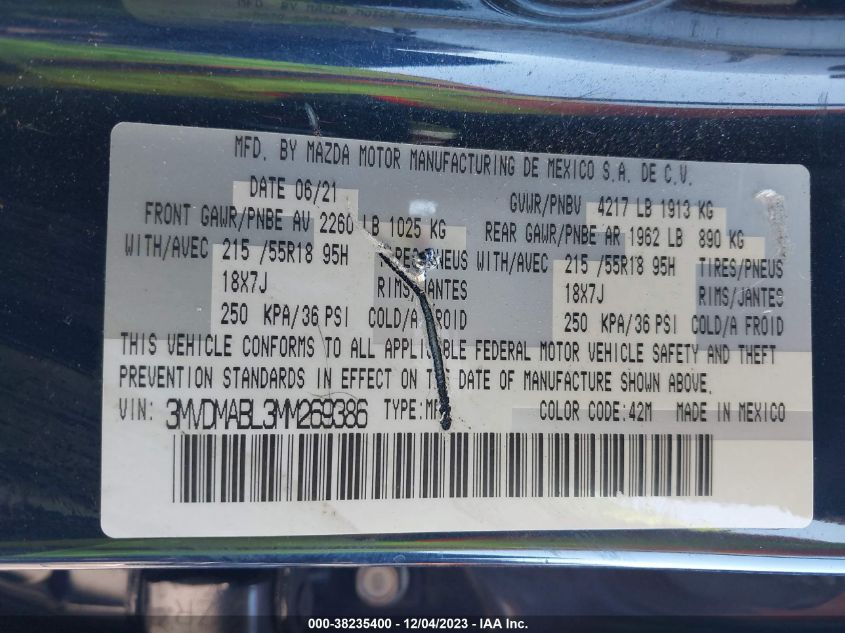 MFD. BY MAZDA MOTOR MANUFACTURING DE MEXICO S.A. DE C.V.
DATE 06/21 GVWR/PNBV 4217 LB 1913 KG
FRONT GAWR/PNBE AV 2260 LB 1025 KG REAR GAWR/PNBE AR 1962 LB 890 KG
WITH/AVEC 215 /55R18 95H WITH/AVEC 215 /55R18 95H TIRES/PNEUS
18X7J RIMS/JANTES 18X7J RIMS/JANTES
250 KPA/36 PSI COLD/A FROID 250 KPA/36 PSI COLD/A FROID
THIS VEHICLE CONFORMS TO ALL APPLICABLE FEDERAL MOTOR VEHICLE SAFETY AND THEFT
PREVENTION STANDARDS IN EFFECT ON THE DATE OF MANUFACTURE SHOWN ABOVE.
VIN: 3MVDMABL3MM269386 TYPE: COLOR CODE:42M MADE IN MEXICO
000-38235400 - 12/04/2023 - IAA Inc.